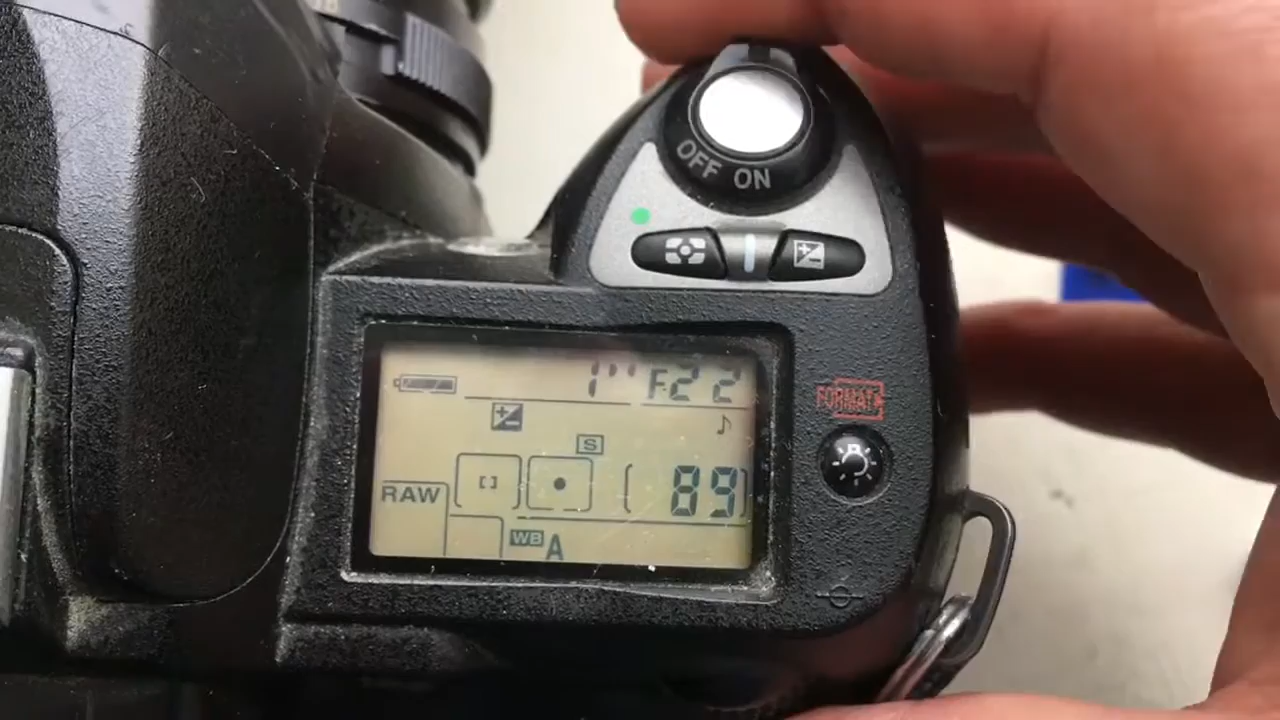 OFF ON
1" F22
FORMAT
S
[ ]
[ 89]
RAW
WB A